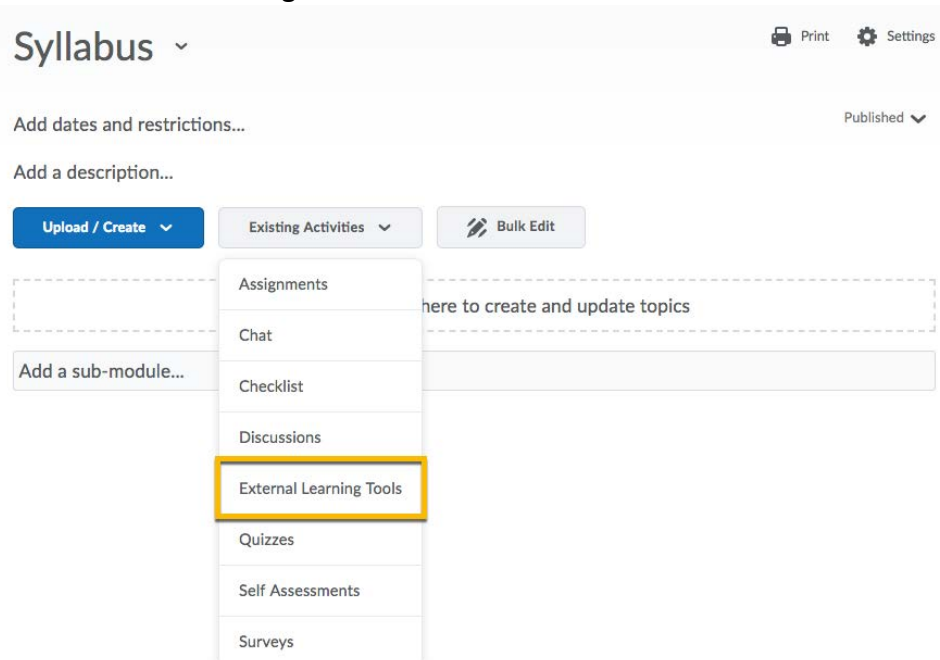 Syllabus
Print
Settings
Add dates and restrictions...
Published
Add a description...
Upload / Create
Existing Activities
Bulk Edit
Assignments
here to create and update topics
Chat
Add a sub-module...
Checklist
Discussions
External Learning Tools
Quizzes
Self Assessments
Surveys